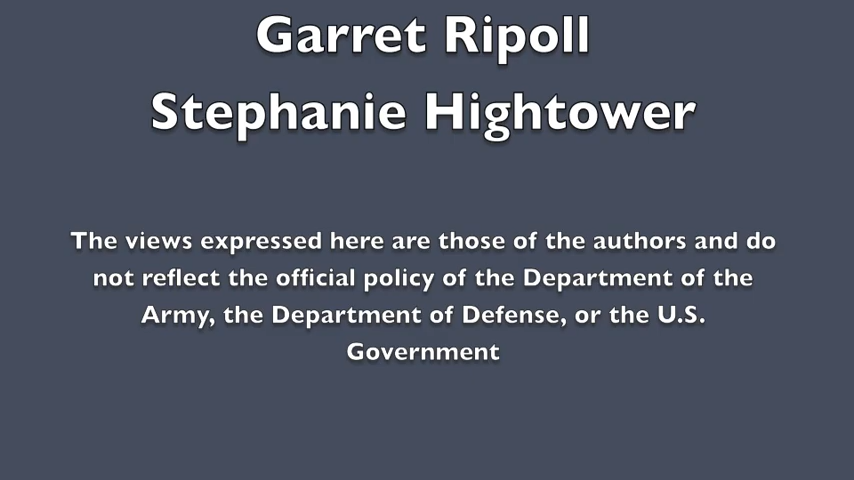 Garret Ripoll
Stephanie Hightower
The views expressed here are those of the authors and do
not reflect the official policy of the Department of the
Army, the Department of Defense, or the U.S.
Government